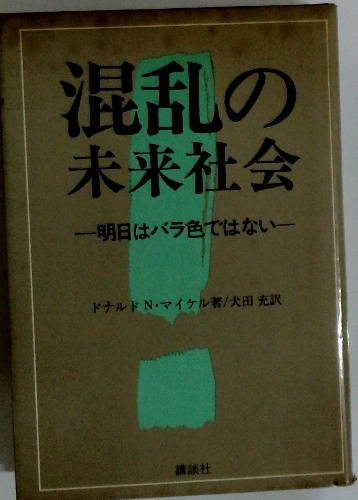 混乱の
未来社会
―明日はバラ色ではない―
ドナルドN・マイケル著/犬田 充訳
講談社